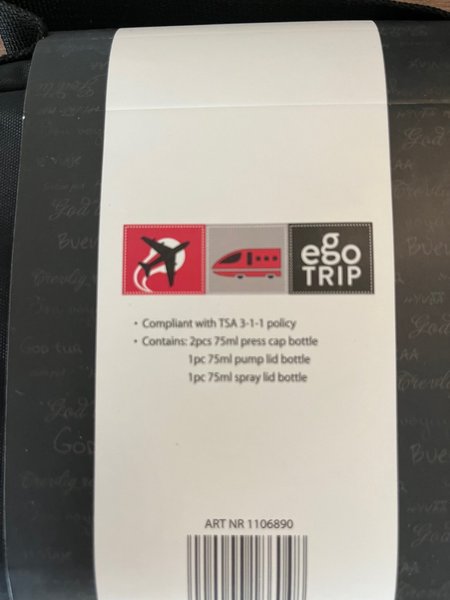 ego
TRIP
• Compliant with TSA 3-1-1 policy
• Contains: 2pcs 75ml press cap bottle
1pc 75ml pump lid bottle
1pc 75ml spray lid bottle
ART NR 1106890